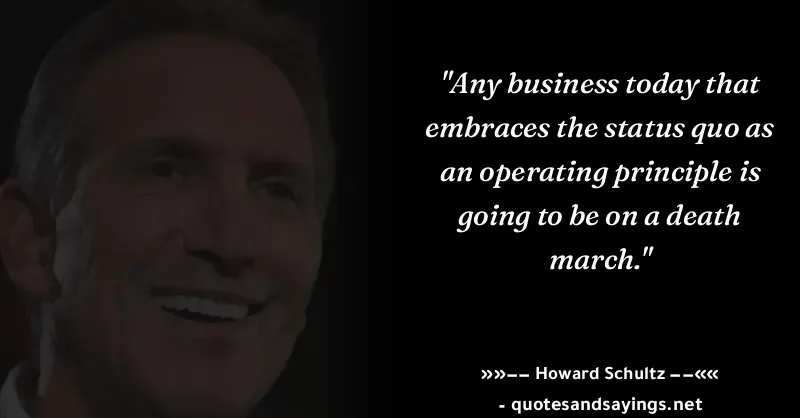 "Any business today that
embraces the status quo as
an operating principle is
going to be on a death
march."
»»–– Howard Schultz ––««
- quotesandsayings.net